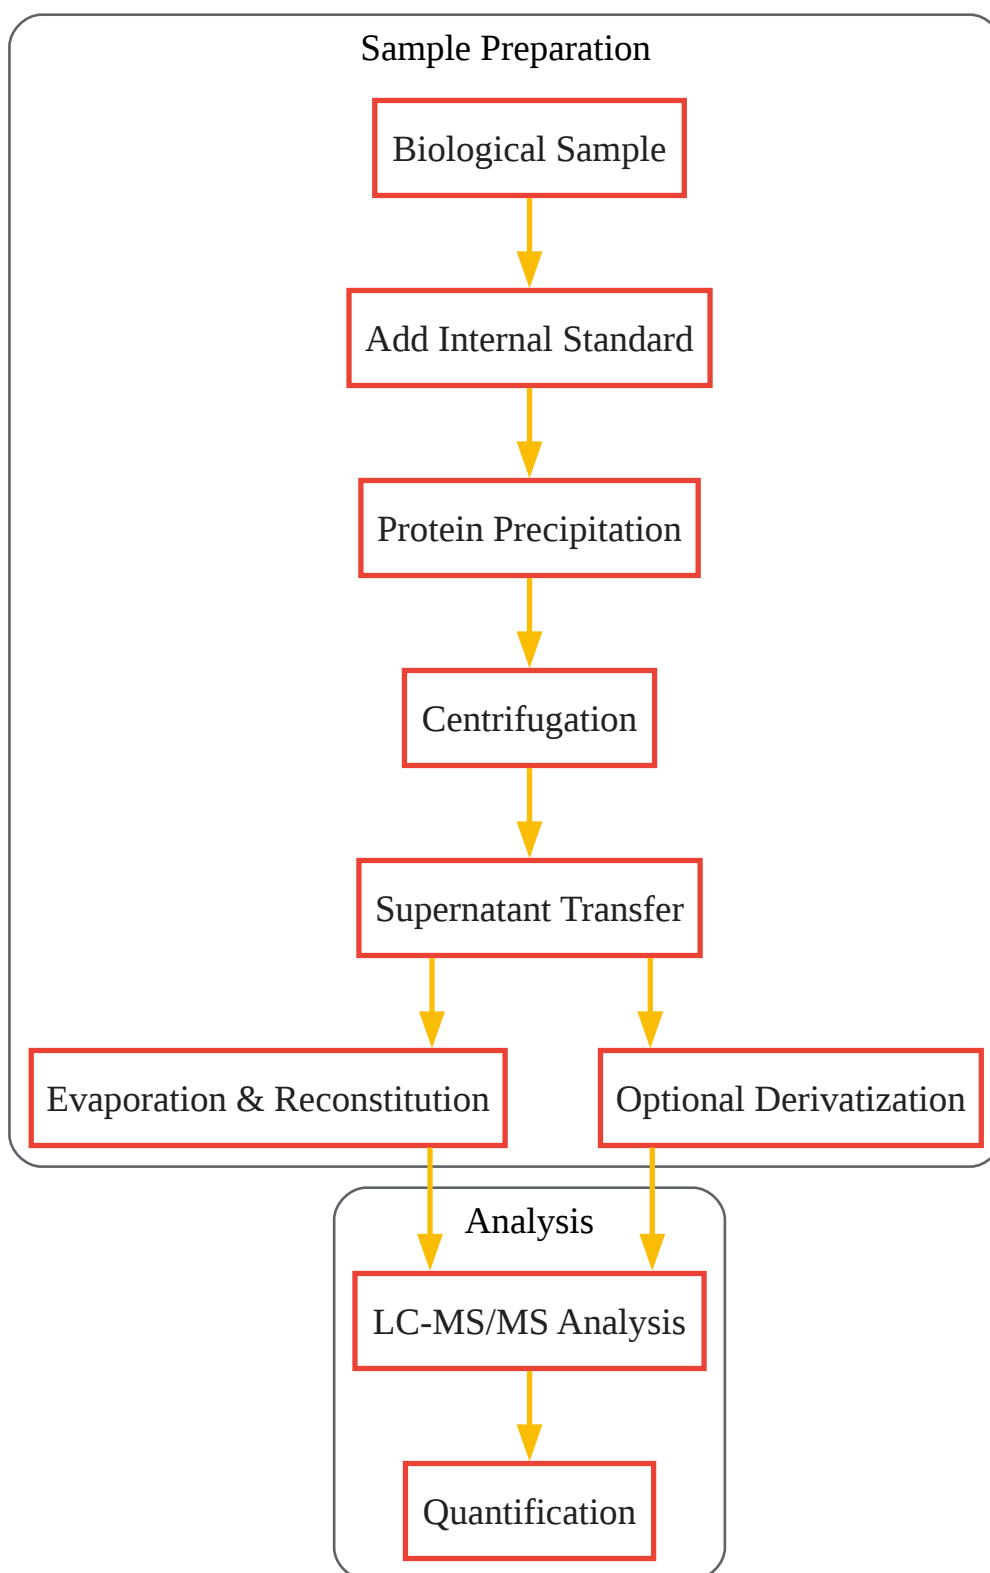 Sample Preparation
Biological Sample
Add Internal Standard
Protein Precipitation
Centrifugation
Supernatant Transfer
Evaporation & Reconstitution
Optional Derivatization
Analysis
LC-MS/MS Analysis
Quantification